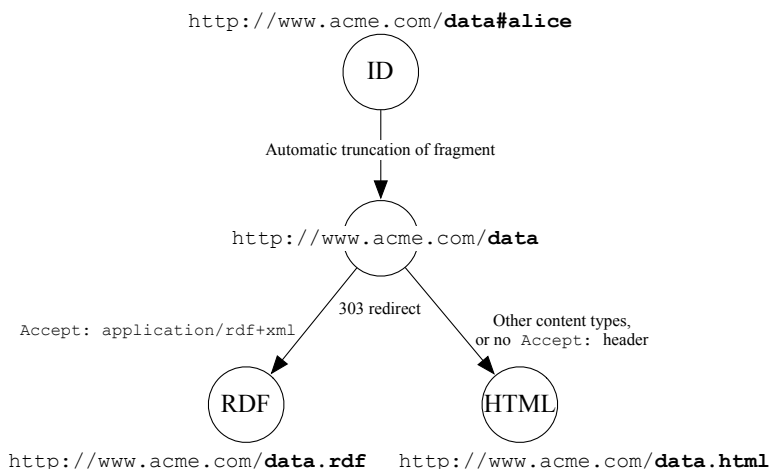 http://www.acme.com/data#alice
ID
Automatic truncation of fragment
http://www.acme.com/data
303 redirect
Accept: application/rdf+xml
Other content types,
or no Accept: header
RDF
HTML
http://www.acme.com/data.rdf
http://www.acme.com/data.html